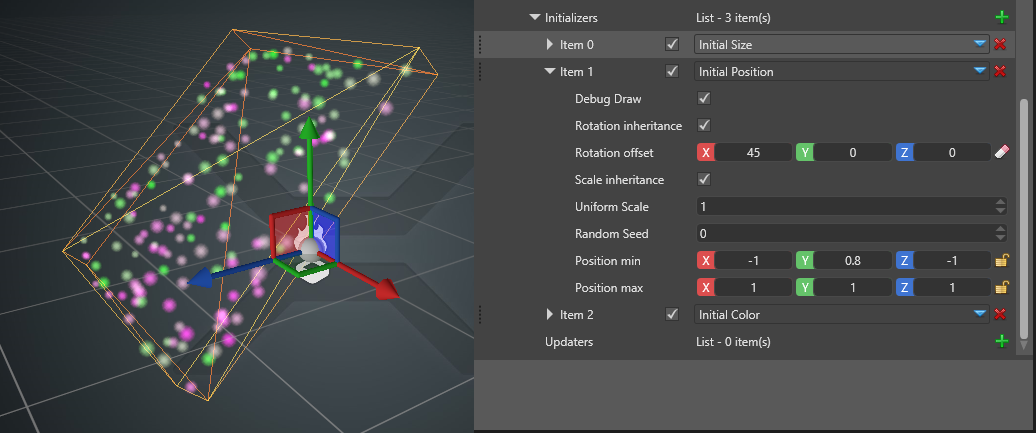 Initializers List - 3 item(s)
Item 0 Initial Size
Item 1 Initial Position
Debug Draw
Rotation inheritance
Rotation offset X 45 Y 0 Z 0
Scale inheritance
Uniform Scale 1
Random Seed 0
Position min X -1 Y 0.8 Z -1
Position max X 1 Y 1 Z 1
Item 2 Initial Color
Updaters List - 0 item(s)